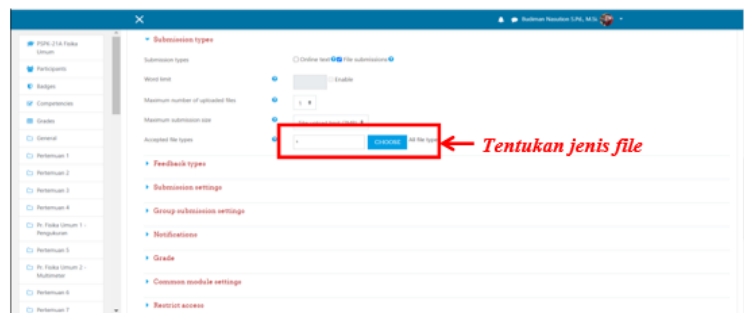 Budiman Nasution S.Pd., M.Si.
PSPK-21A Fisika
Umum
Participants
Badges
Competencies
Grades
General
Pertemuan 1
Pertemuan 2
Pertemuan 3
Pertemuan 4
Pr. Fisika Umum 1 -
Pengukuran
Pertemuan 5
Pr. Fisika Umum 2 -
Multimeter
Pertemuan 6
Pertemuan 7
Submission types
Submission types
Online text File submissions
Word limit
Enable
Maximum number of uploaded files
Maximum submission size
Accepted file types
CHOOSE All file types
Tentukan jenis file
Feedback types
Submission settings
Group submission settings
Notifications
Grade
Common module settings
Restrict access